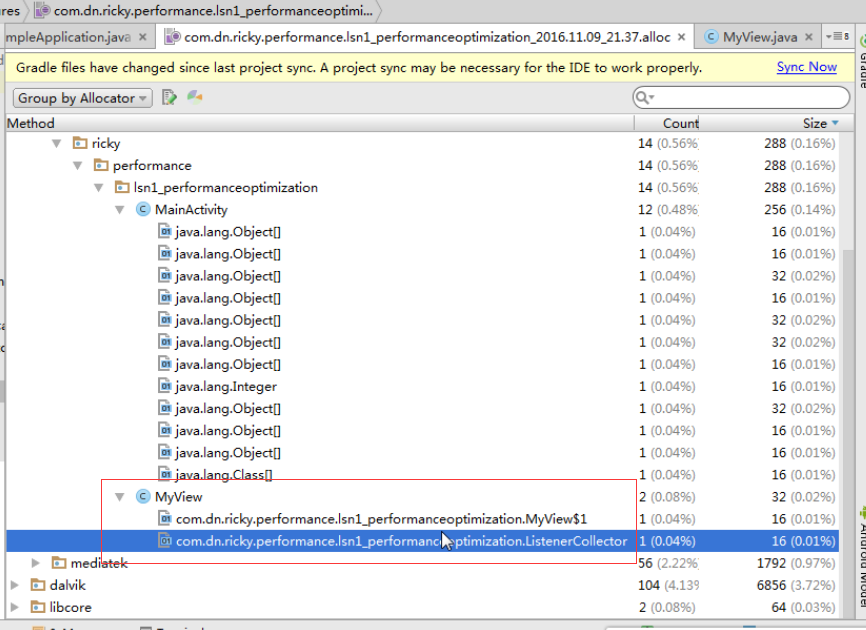 res com.dn.ricky.performance.lsn1_performanceoptimi...
mpleApplication.java com.dn.ricky.performance.lsn1_performanceoptimization_2016.11.09_21.37.alloc MyView.java 8
Gradle files have changed since last project sync. A project sync may be necessary for the IDE to work properly. Sync Now
Gradle
Group by Allocator
Method Count Size
ricky 14 (0.56% 288 (0.16%)
performance 14 (0.56% 288 (0.16%)
lsn1_performanceoptimization 14 (0.56% 288 (0.16%)
MainActivity 12 (0.48% 256 (0.14%)
java.lang.Object[] 1 (0.04%) 16 (0.01%)
java.lang.Object[] 1 (0.04%) 16 (0.01%)
java.lang.Object[] 1 (0.04%) 32 (0.02%)
java.lang.Object[] 1 (0.04%) 16 (0.01%)
java.lang.Object[] 1 (0.04%) 32 (0.02%)
java.lang.Object[] 1 (0.04%) 32 (0.02%)
java.lang.Object[] 1 (0.04%) 16 (0.01%)
java.lang.Integer 1 (0.04%) 16 (0.01%)
java.lang.Object[] 1 (0.04%) 32 (0.02%)
java.lang.Object[] 1 (0.04%) 16 (0.01%)
java.lang.Object[] 1 (0.04%) 16 (0.01%)
java.lang.Class[] 1 (0.04%) 16 (0.01%)
MyView 2 (0.08%) 32 (0.02%)
com.dn.ricky.performance.lsn1_performanceoptimization.MyView$1 1 (0.04%) 16 (0.01%)
com.dn.ricky.performance.lsn1_performanceoptimization.ListenerCollector 1 (0.04%) 16 (0.01%)
mediatek 56 (2.22%) 1792 (0.97%)
dalvik 104 (4.13% 6856 (3.72%)
libcore 2 (0.08%) 64 (0.03%)
Android Model